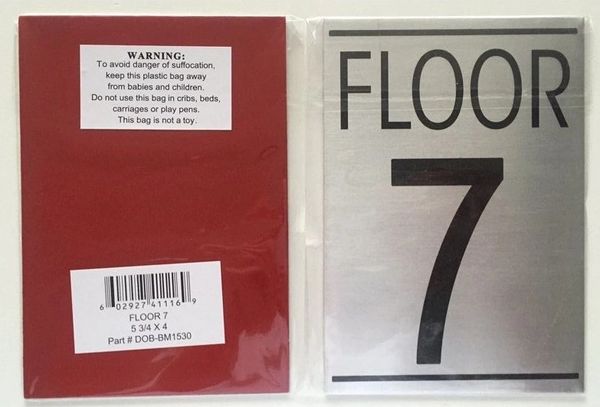 WARNING:
To avoid danger of suffocation,
keep this plastic bag away
from babies and children.
Do not use this bag in cribs, beds,
carriages or play pens.
This bag is not a toy.
6 02927 41116 9
FLOOR 7
5 3/4 X 4
Part # DOB-BM1530
FLOOR
7